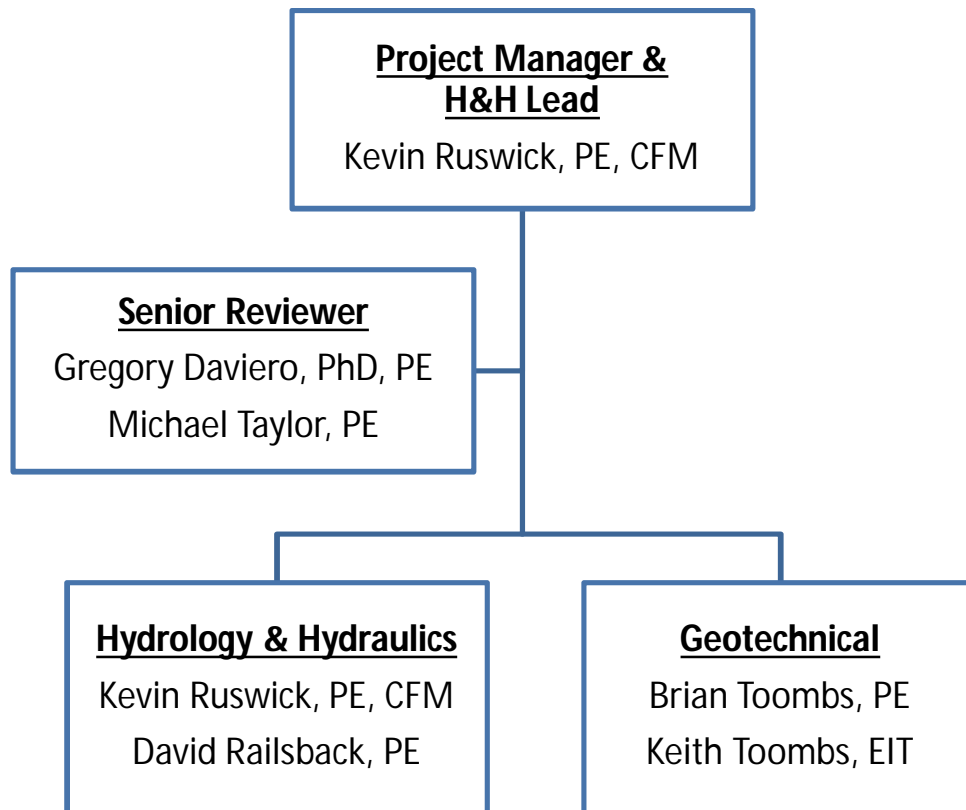 Project Manager &
H&H Lead
Kevin Ruswick, PE, CFM
Senior Reviewer
Gregory Daviero, PhD, PE
Michael Taylor, PE
Hydrology & Hydraulics
Kevin Ruswick, PE, CFM
David Railsback, PE
Geotechnical
Brian Toombs, PE
Keith Toombs, EIT